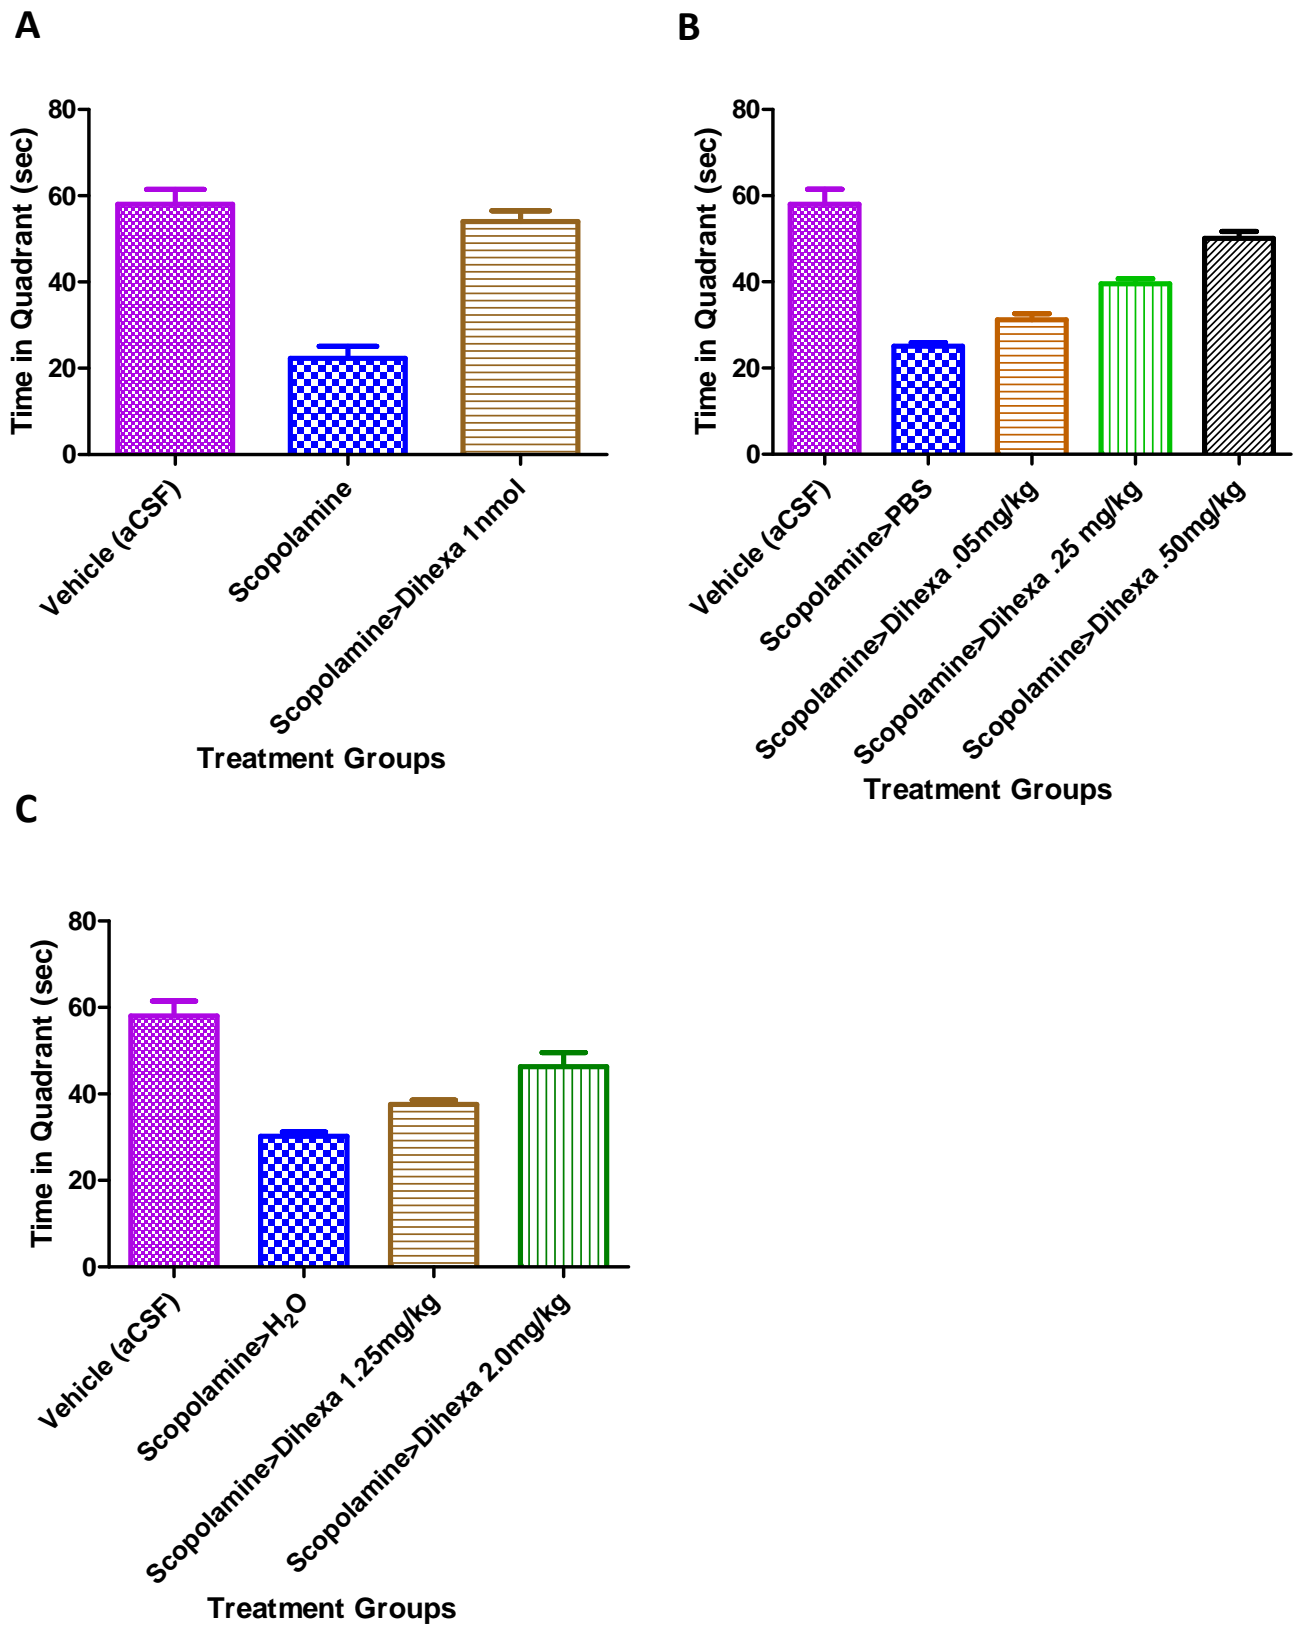 A
Time in Quadrant (sec)
80
60
40
20
0
Vehicle (aCSF)
Scopolamine
Scopolamine>Dihexa 1nmol
Treatment Groups
B
Time in Quadrant (sec)
80
60
40
20
0
Vehicle (aCSF)
Scopolamine>PBS
Scopolamine>Dihexa .05mg/kg
Scopolamine>Dihexa .25 mg/kg
Scopolamine>Dihexa .50mg/kg
Treatment Groups
C
Time in Quadrant (sec)
80
60
40
20
0
Vehicle (aCSF)
Scopolamine>H₂O
Scopolamine>Dihexa 1.25mg/kg
Scopolamine>Dihexa 2.0mg/kg
Treatment Groups